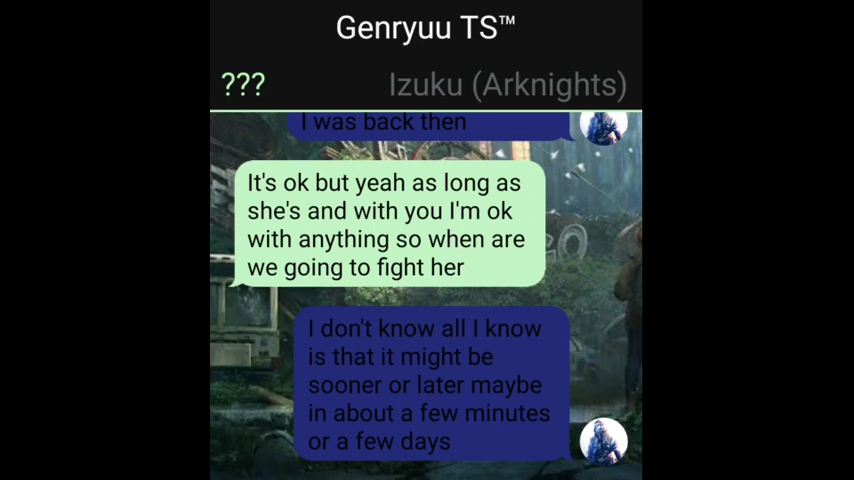 Genryuu TS™
??? Izuku (Arknights)
I was back then
It's ok but yeah as long as
she's and with you I'm ok
with anything so when are
we going to fight her
I don't know all I know
is that it might be
sooner or later maybe
in about a few minutes
or a few days